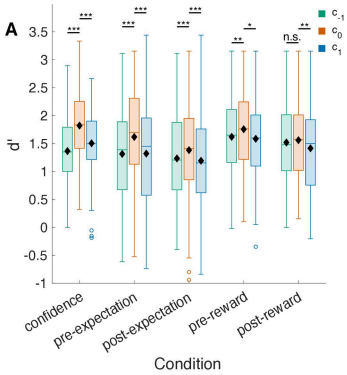 A
*** *** *** *** *** *** ** * n.s. **
c-1
c0
c1
3.5
3
2.5
2
1.5
1
0.5
0
-0.5
-1
d'
confidence
pre-expectation
post-expectation
pre-reward
post-reward
Condition